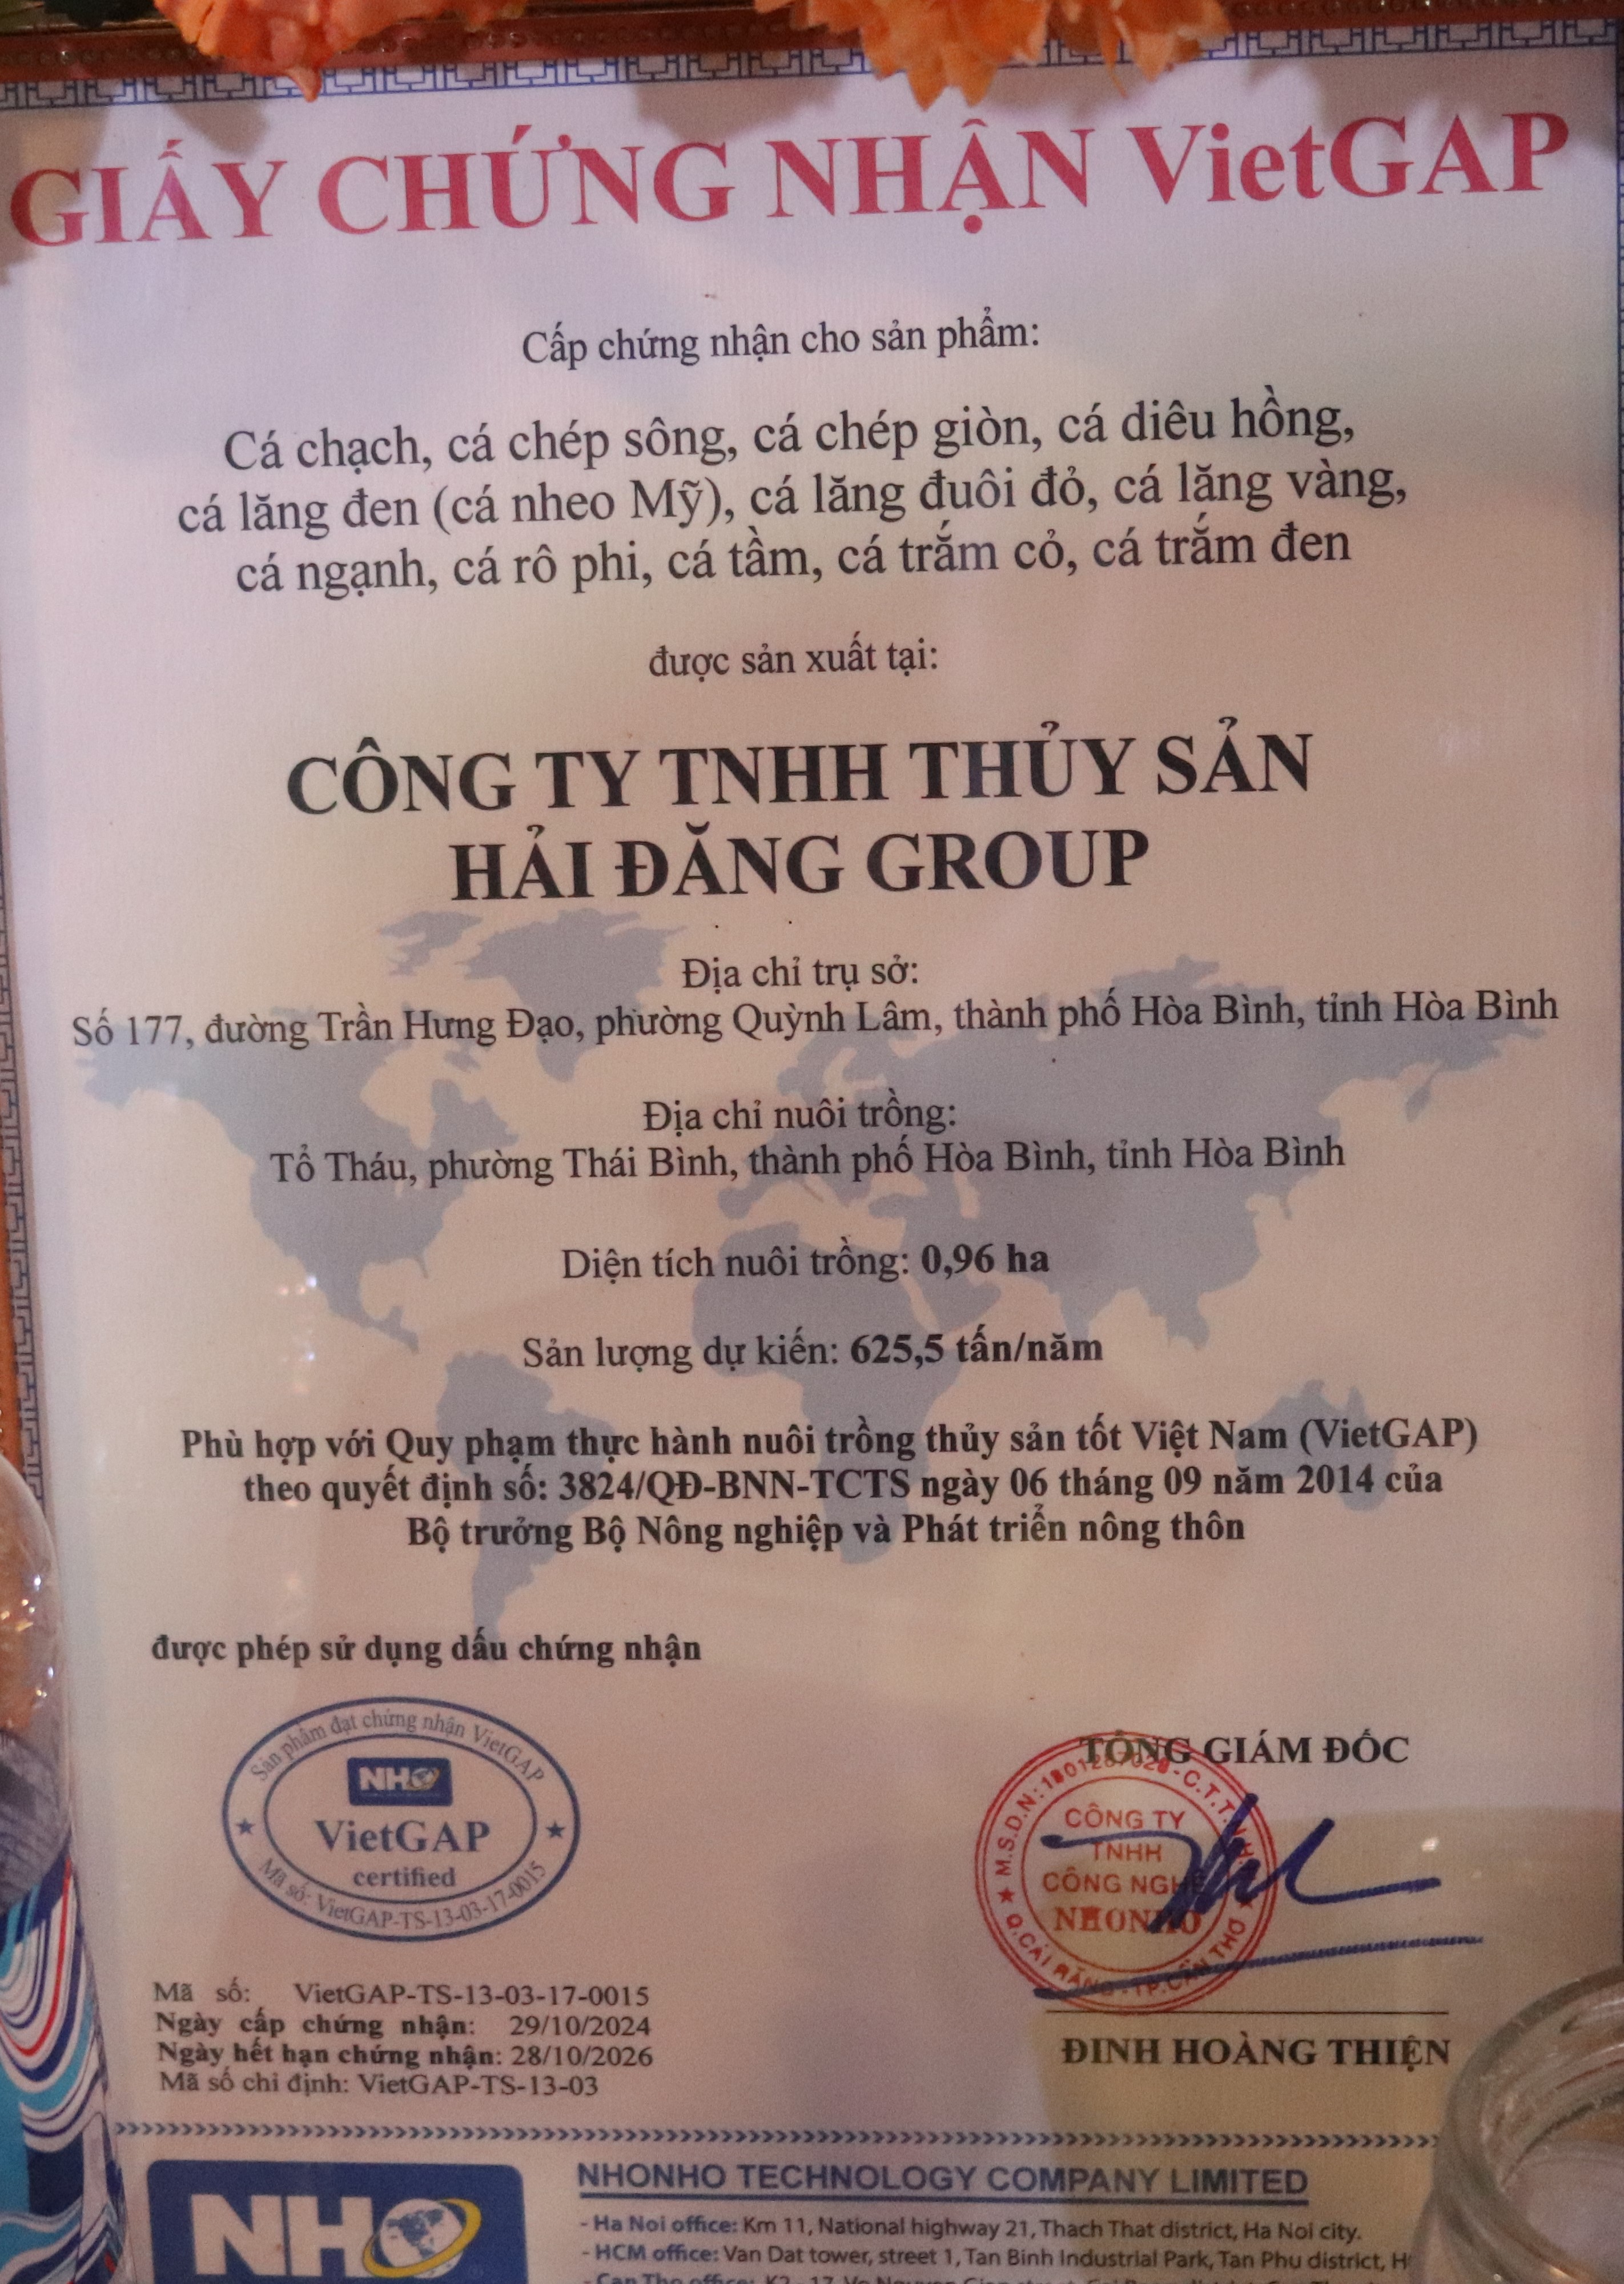 GIẤY CHỨNG NHẬN VietGAP
Cấp chứng nhận cho sản phẩm:
Cá chạch, cá chép sông, cá chép giòn, cá diêu hồng,
cá lăng đen (cá nheo Mỹ), cá lăng đuôi đỏ, cá lăng vàng,
cá ngạnh, cá rô phi, cá tầm, cá trắm cỏ, cá trắm đen
được sản xuất tại:
CÔNG TY TNHH THỦY SẢN
HẢI ĐĂNG GROUP
Địa chỉ trụ sở:
Số 177, đường Trần Hưng Đạo, phường Quỳnh Lâm, thành phố Hòa Bình, tỉnh Hòa Bình
Địa chỉ nuôi trồng:
Tổ Tháu, phường Thái Bình, thành phố Hòa Bình, tỉnh Hòa Bình
Diện tích nuôi trồng: 0,96 ha
Sản lượng dự kiến: 625,5 tấn/năm
Phù hợp với Quy phạm thực hành nuôi trồng thủy sản tốt Việt Nam (VietGAP)
theo quyết định số: 3824/QĐ-BNN-TCTS ngày 06 tháng 09 năm 2014 của
Bộ trưởng Bộ Nông nghiệp và Phát triển nông thôn
được phép sử dụng dấu chứng nhận
Sản phẩm đạt chứng nhận VietGAP
NHO
VietGAP
certified
Mã số: VietGAP-TS-13-03-17-0015
TỔNG GIÁM ĐỐC
M.S.D.N:
CÔNG TY
TNHH
CÔNG NGHỆ
NHONHO
Q.CÁI RĂNG-TP.CẦN THƠ
ĐINH HOÀNG THIỆN
Mã số: VietGAP-TS-13-03-17-0015
Ngày cấp chứng nhận: 29/10/2024
Ngày hết hạn chứng nhận: 28/10/2026
Mã số chỉ định: VietGAP-TS-13-03
NHO
NHONHO TECHNOLOGY COMPANY LIMITED
- Ha Noi office: Km 11, National highway 21, Thach That district, Ha Noi city.
- HCM office: Van Dat tower, street 1, Tan Binh Industrial Park, Tan Phu district,